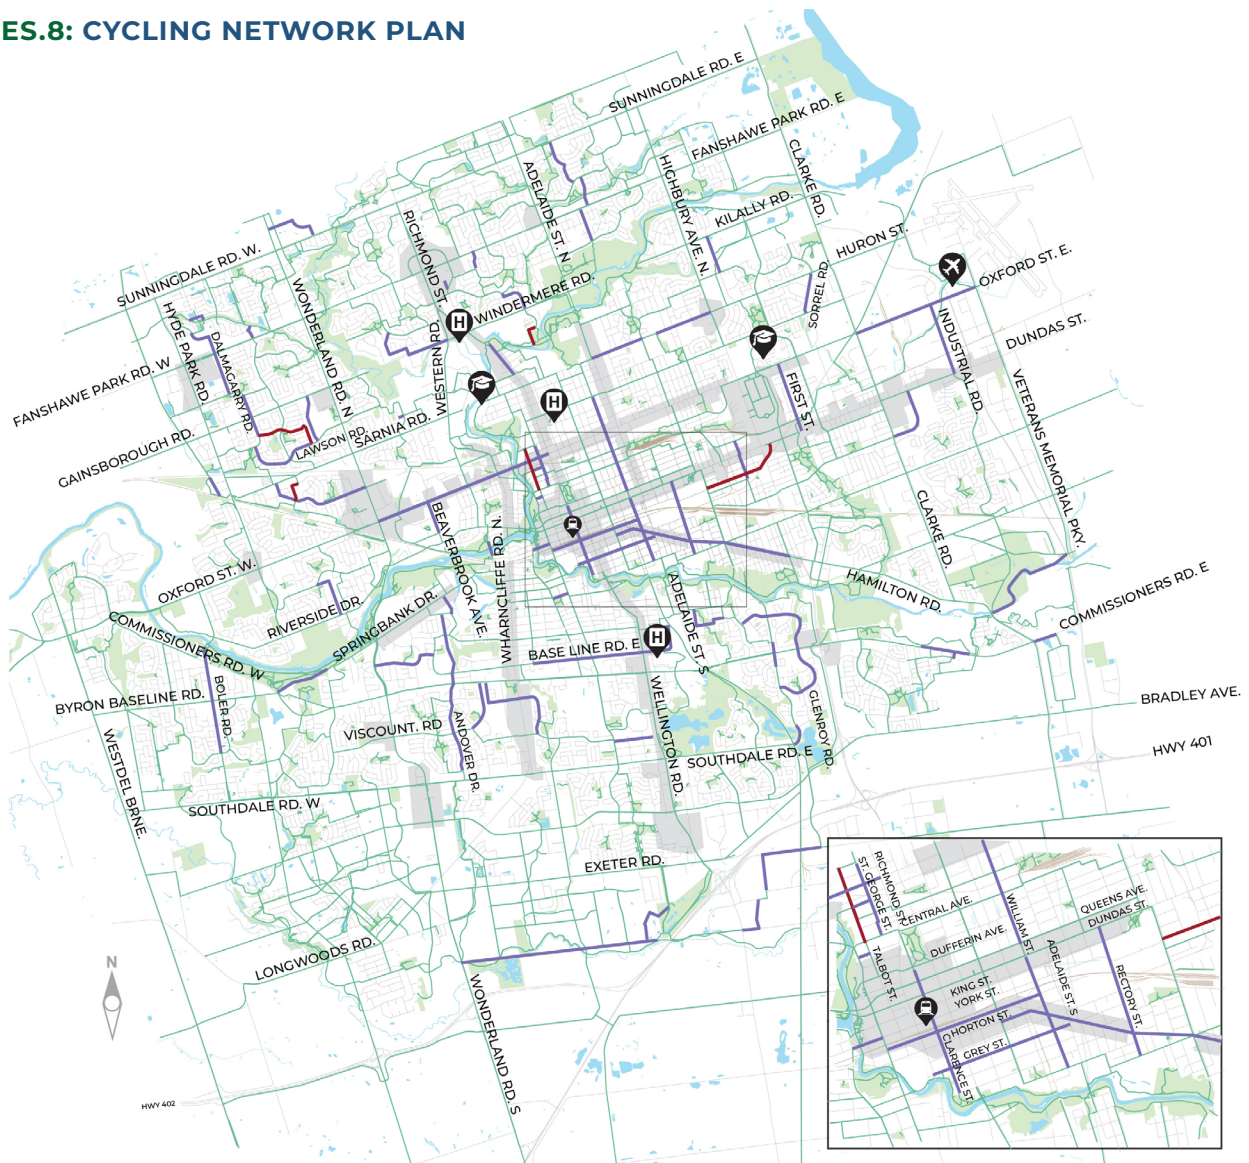 ES.8: CYCLING NETWORK PLAN
SUNNINGDALE RD. E
FANSHAWE PARK RD. E
CLARKE RD.
HIGHBURY AVE. N.
ADELAIDE ST. N
KILALLY RD.
RICHMOND ST.
HURON ST.
SUNNINGDALE RD. W.
OXFORD ST. E.
WINDERMERE RD.
SORREL RD.
WONDERLAND RD. N
HYDE PARK RD.
DALMAGARRY RD.
WESTERN RD.
H
INDUSTRIAL RD.
DUNDAS ST.
FANSHAWE PARK RD. W
FIRST ST.
VETERANS MEMORIAL PKY.
H
SARNIA RD.
LAWSON RD.
GAINSBOROUGH RD.
CLARKE RD.
BEAVERBROOK AVE.
WHARNCLIFFE RD. N.
OXFORD ST. W.
HAMILTON RD.
COMMISSIONERS RD. E
RIVERSIDE DR.
SPRINGBANK DR.
ADELAIDE ST. S
COMMISSIONERS RD. W
BASE LINE RD. E
H
BYRON BASELINE RD.
BOLER RD.
WELLINGTON RD.
GLENROY RD.
BRADLEY AVE.
VISCOUNT. RD
ANDOVER DR.
HWY 401
WESTDEL BRNE.
SOUTHDALE RD. E
SOUTHDALE RD. W
EXETER RD.
LONGWOODS RD.
N
WONDERLAND RD. S
HWY 402
RICHMOND ST.
ST. GEORGE ST.
CENTRAL AVE.
WILLIAM ST.
QUEENS AVE.
DUNDAS ST.
DUFFERIN AVE.
TALBOT ST.
ADELAIDE ST. S
RECTORY ST.
KING ST.
YORK ST.
HORTON ST.
CLARENCE ST.
GREY ST.